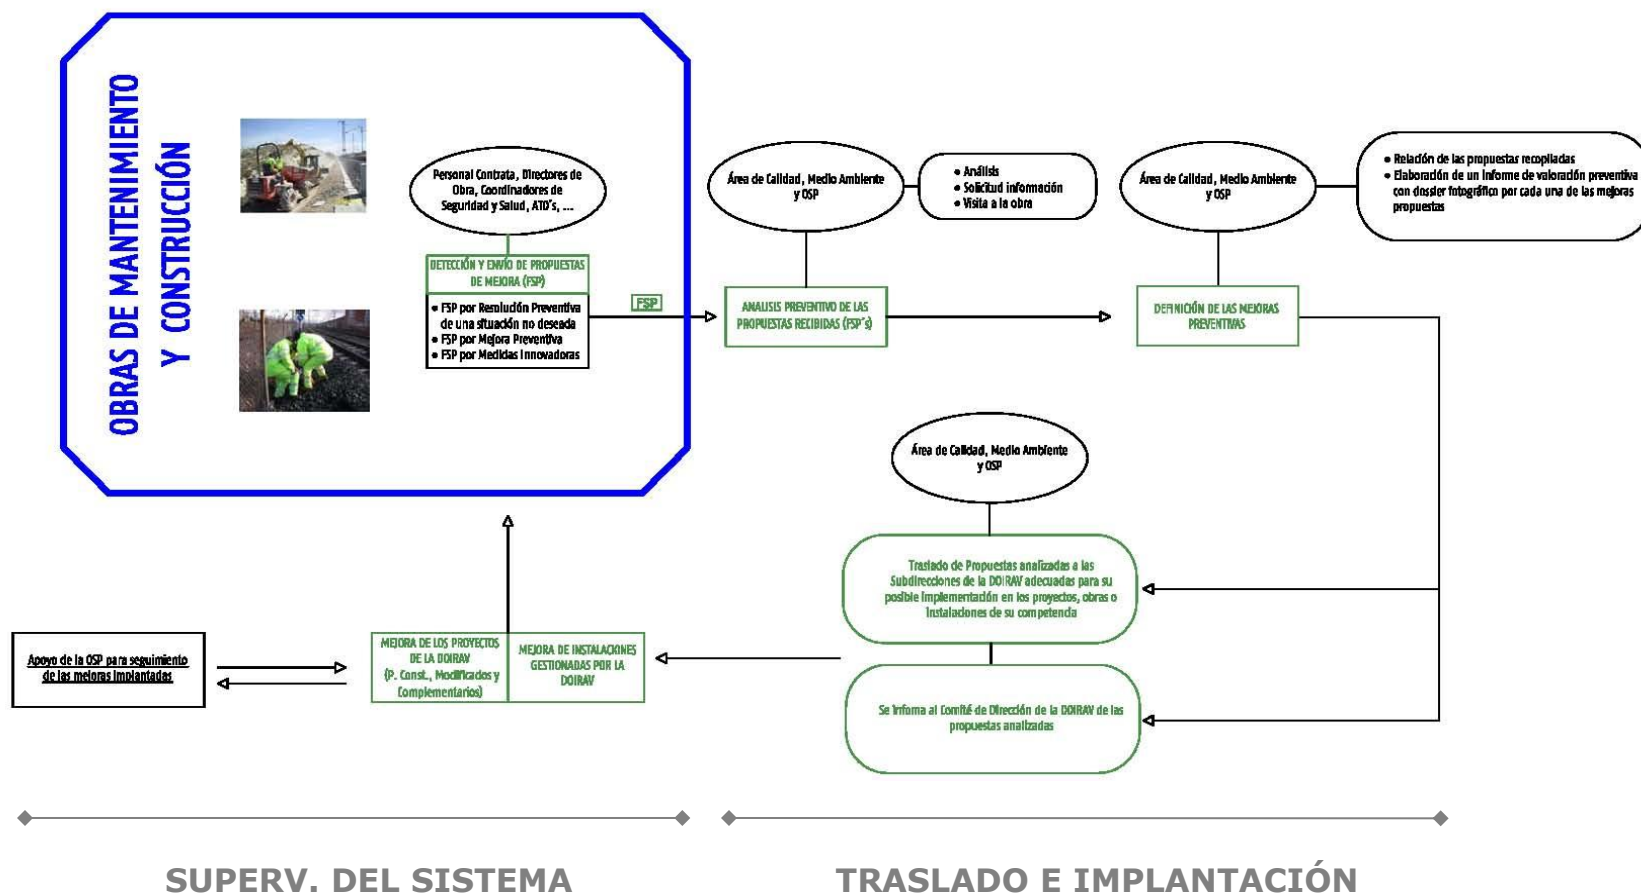 OBRAS DE MANTENIMIENTO
Y CONSTRUCCIÓN
Personal Contrata, Directores de
Obra, Coordinadores de
Seguridad y Salud, ATO's, ...
DETECCIÓN Y ENVÍO DE PROPUESTAS
DE MEJORA (FSP)
• FSP por Resolución Preventiva
de una situación no deseada
• FSP por Mejora Preventiva
• FSP por Medidas Innovadoras
FSP
Área de Calidad, Medio Ambiente
y OSP
• Análisis
• Solicitud información
• Visita a la obra
ANALISIS PREVENTIVO DE LAS
PROPUESTAS RECIBIDAS (FSP's)
Área de Calidad, Medio Ambiente
y OSP
• Relación de las propuestas recopiladas
• Elaboración de un informe de valoración preventiva
con dossier fotográfico por cada una de las mejoras
propuestas
DEFINICIÓN DE LAS MEJORAS
PREVENTIVAS
Área de Calidad, Medio Ambiente
y OSP
Traslado de Propuestas analizadas a las
Subdirecciones de la DOIRAV adecuadas para su
posible implementación en los proyectos, obras o
instalaciones de su competencia
Se informa al Comité de Dirección de la DOIRAV de las
propuestas analizadas
MEJORA DE LOS PROYECTOS
DE LA DOIRAV
(P. Const., Modificados y
Complementarios)
MEJORA DE INSTALACIONES
GESTIONADAS POR LA
DOIRAV
Apoyo de la OSP para seguimiento
de las mejoras implantadas
SUPERV. DEL SISTEMA
TRASLADO E IMPLANTACIÓN